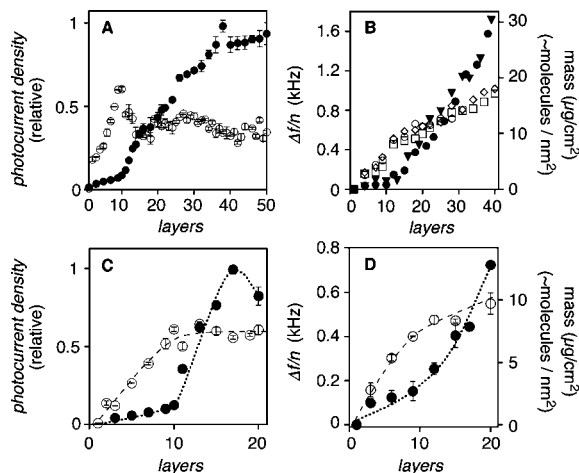 A
photocurrent density
(relative)
1
0.5
0
0 10 20 30 40 50
layers
B
Δf/n (kHz)
1.6
1.2
0.8
0.4
0
0 10 20 30 40
layers
30
20
10
0
mass (μg/cm²)
(~molecules / nm²)
C
photocurrent density
(relative)
1
0.5
0
0 10 20
layers
D
Δf/n (kHz)
0.8
0.6
0.4
0.2
0
0 10 20
layers
10
5
0
mass (μg/cm²)
(~molecules / nm²)